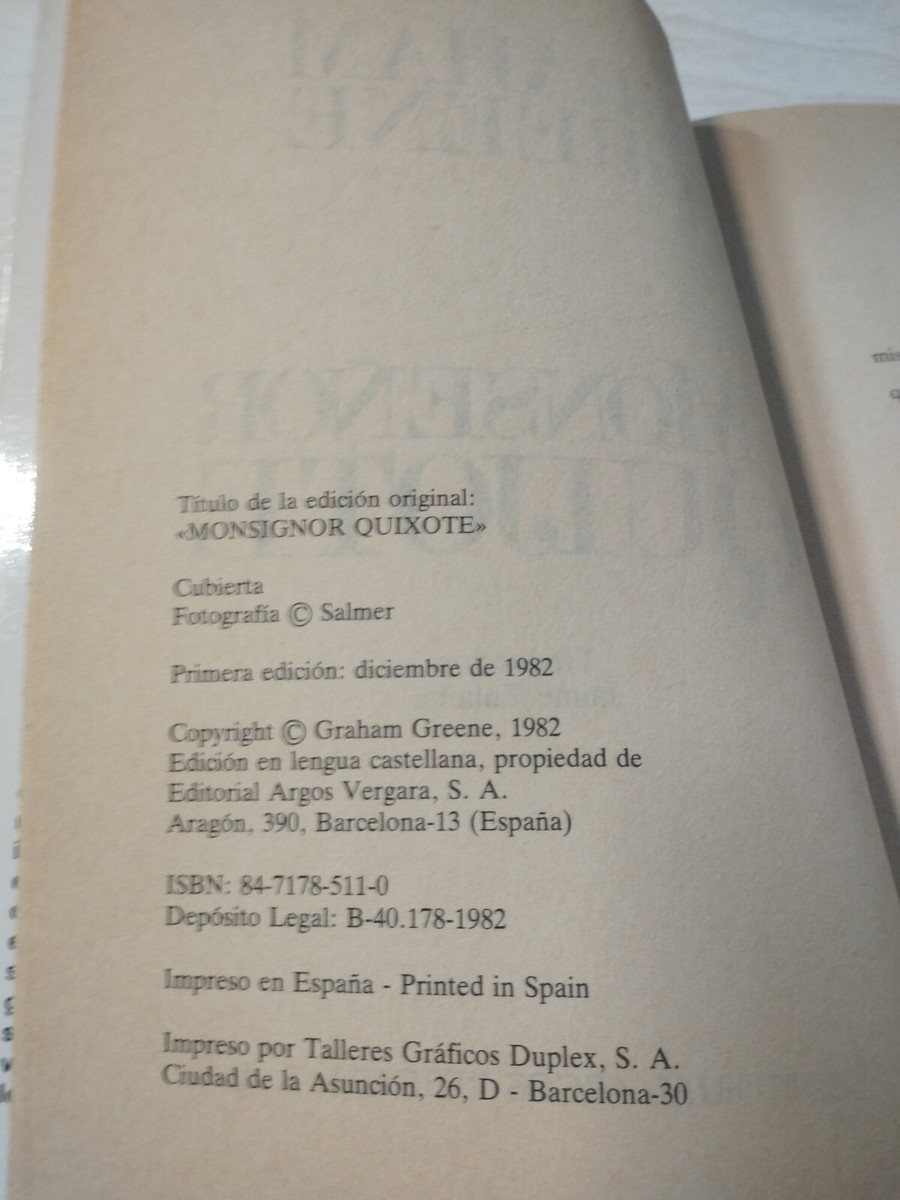 Título de la edición original:
«MONSIGNOR QUIXOTE»
Cubierta
Fotografía © Salmer
Primera edición: diciembre de 1982
Copyright © Graham Greene, 1982
Edición en lengua castellana, propiedad de
Editorial Argos Vergara, S. A.
Aragón, 390, Barcelona-13 (España)
ISBN: 84-7178-511-0
Depósito Legal: B-40.178-1982
Impreso en España - Printed in Spain
Impreso por Talleres Gráficos Duplex, S. A.
Ciudad de la Asunción, 26, D - Barcelona-30